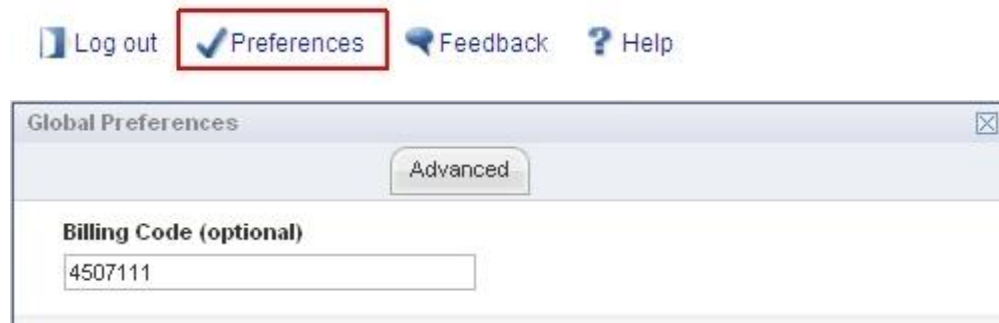 Log out Preferences Feedback ? Help
Global Preferences
Advanced
Billing Code (optional)
4507111